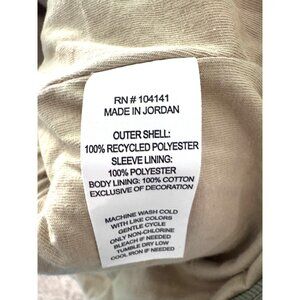 RN # 104141
MADE IN JORDAN
OUTER SHELL:
100% RECYCLED POLYESTER
SLEEVE LINING:
100% POLYESTER
BODY LINING: 100% COTTON
EXCLUSIVE OF DECORATION
MACHINE WASH COLD
WITH LIKE COLORS
GENTLE CYCLE
ONLY NON-CHLORINE
BLEACH IF NEEDED
TUMBLE DRY LOW
COOL IRON IF NEEDED